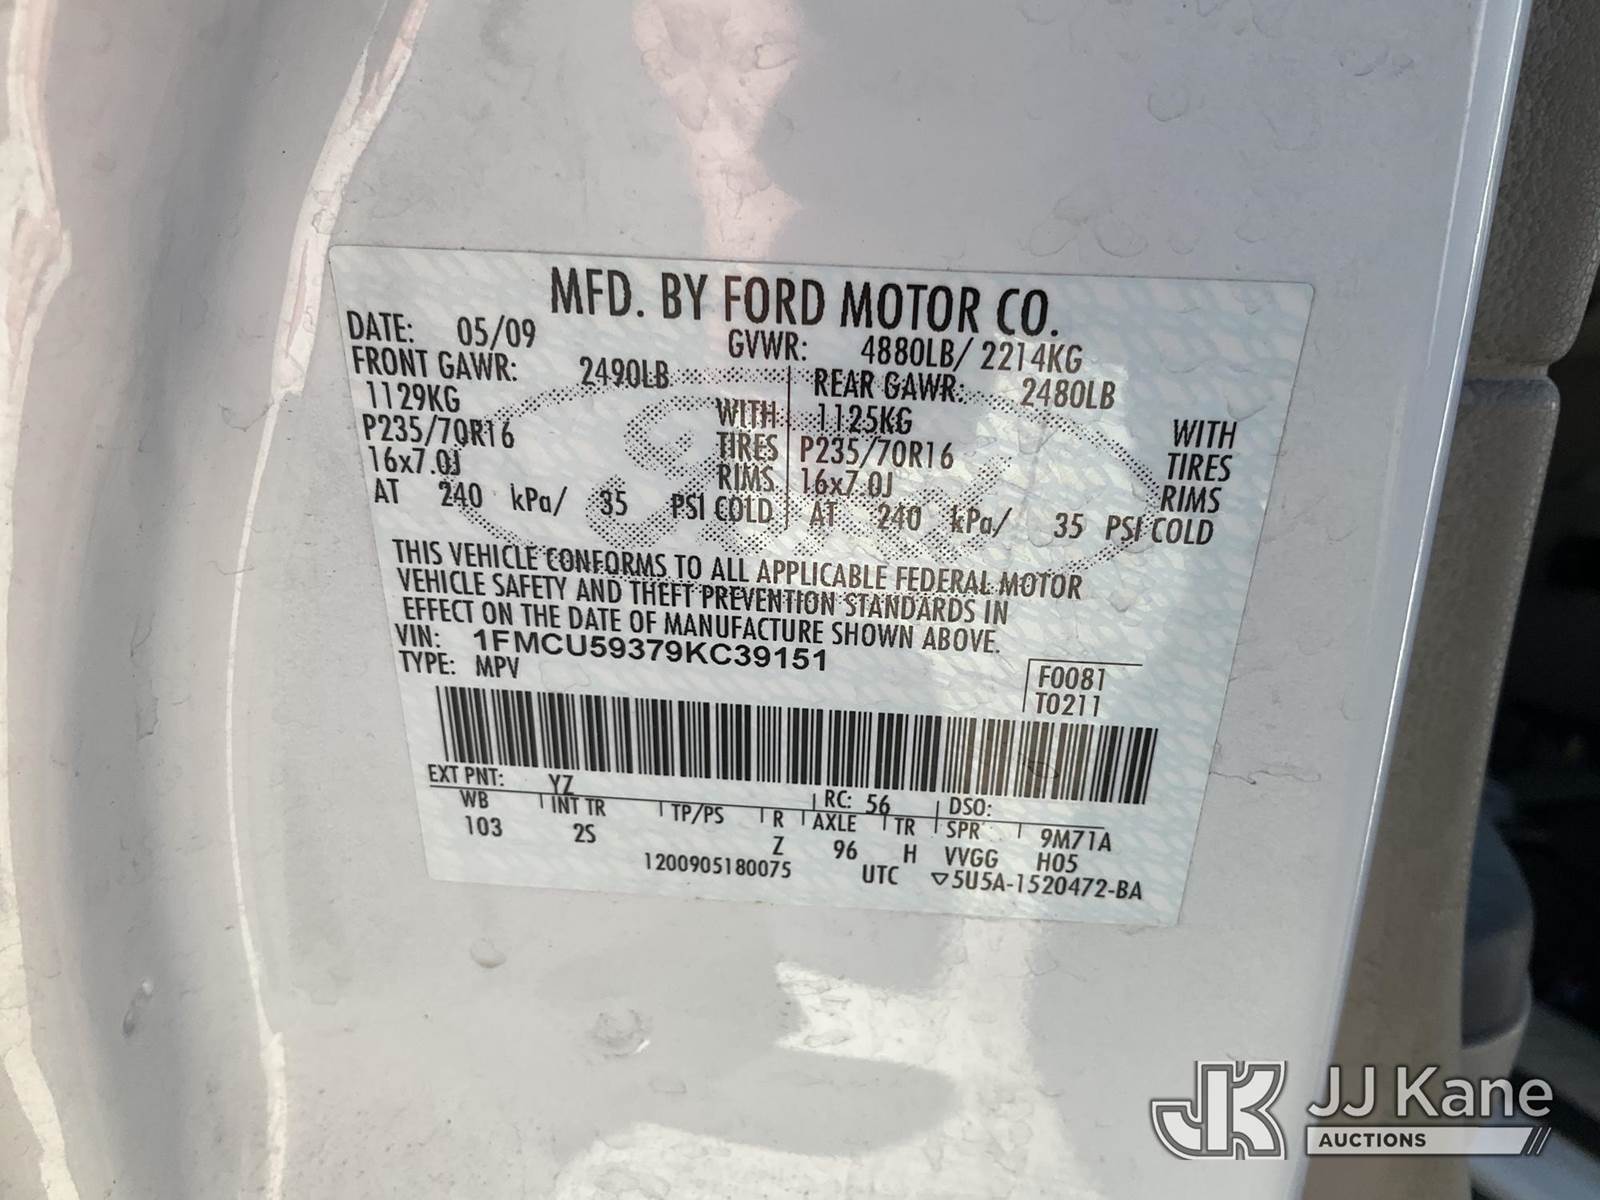 MFD. BY FORD MOTOR CO.
DATE: 05/09 GVWR: 4880LB/ 2214KG
FRONT GAWR: 2490LB REAR GAWR: 2480LB
1129KG WITH 1125KG WITH
P235/70R16 TIRES P235/70R16 TIRES
16x7.0J RIMS 16x7.0J RIMS
AT 240 kPa/ 35 PSI COLD AT 240 kPa/ 35 PSI COLD
THIS VEHICLE CONFORMS TO ALL APPLICABLE FEDERAL MOTOR
VEHICLE SAFETY AND THEFT PREVENTION STANDARDS IN
EFFECT ON THE DATE OF MANUFACTURE SHOWN ABOVE.
VIN: 1FMCU59379KC39151
TYPE: MPV
F0081
T0211
EXT PNT: YZ RC: 56 DSO:
WB INT TR TP/PS R AXLE TR SPR 9M71A
103 2S Z 96 H VVGG H05
1200905180075 UTC ▽5U5A-1520472-BA
Ford
JK JJ Kane
AUCTIONS